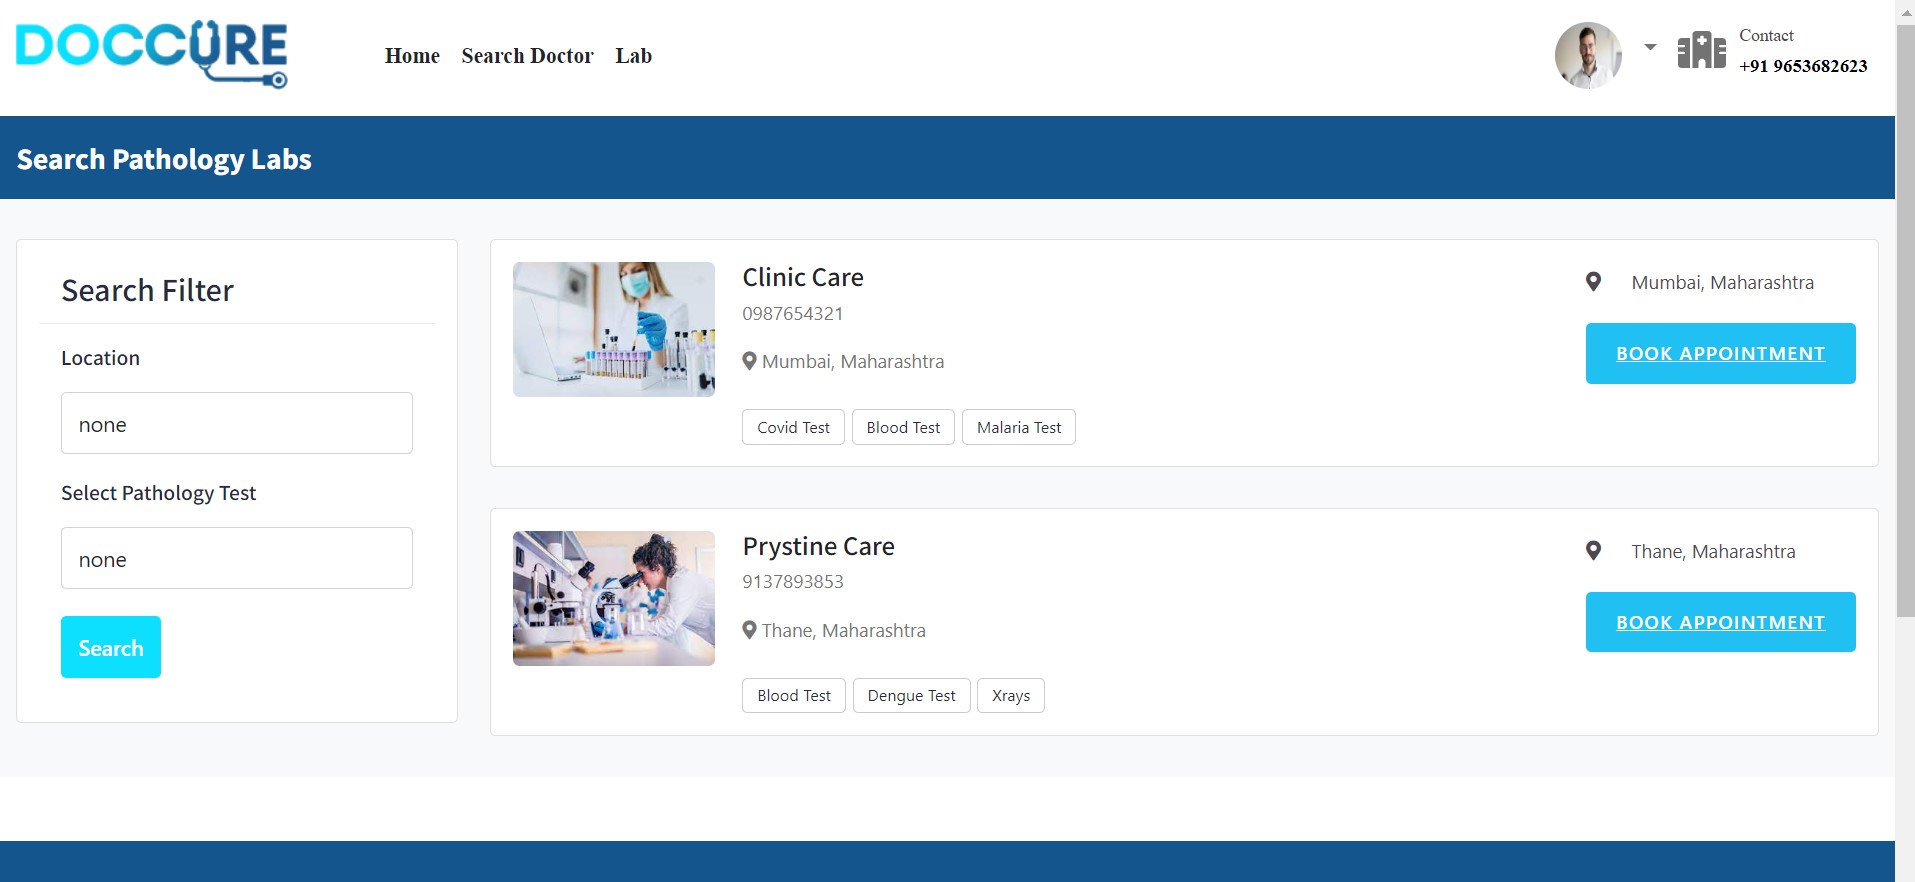 DOCCURE
Home Search Doctor Lab
Contact
+91 9653682623
Search Pathology Labs
Search Filter
Location
none
Select Pathology Test
none
Search
Clinic Care
0987654321
Mumbai, Maharashtra
Covid Test Blood Test Malaria Test
Mumbai, Maharashtra
BOOK APPOINTMENT
Prystine Care
9137893853
Thane, Maharashtra
Blood Test Dengue Test Xrays
Thane, Maharashtra
BOOK APPOINTMENT